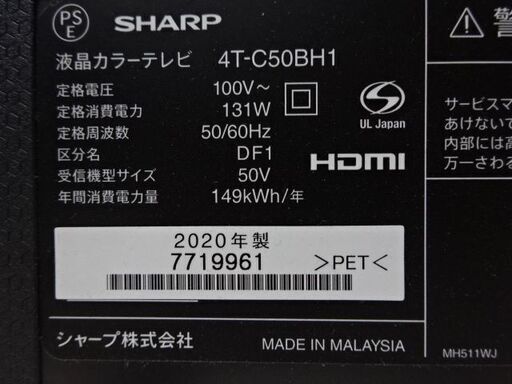 PS
E
SHARP
液晶カラーテレビ 4T-C50BH1
定格電圧 100V～
定格消費電力 131W
定格周波数 50/60Hz
区分名 DF1
受信機型サイズ 50V
年間消費電力量 149kWh/年
S
UL Japan
HDMI
2020年製
7719961 >PET<
シャープ株式会社 MADE IN MALAYSIA
警
サービスマ
あけないで
内部には高
万一さわる
MH511WJ